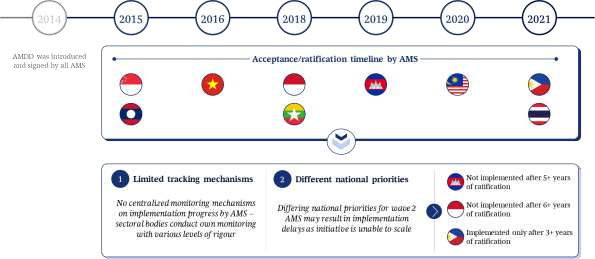 2014 2015 2016 2018 2019 2020 2021
AMDD was introduced
and signed by all AMS
Acceptance/ratification timeline by AMS
1 Limited tracking mechanisms
No centralized monitoring mechanisms
on implementation progress by AMS –
sectoral bodies conduct own monitoring
with various levels of rigour
2 Different national priorities
Differing national priorities for wave 2
AMS may result in implementation
delays as initiative is unable to scale
Not implemented after 5+ years
of ratification
Not implemented after 6+ years
of ratification
Implemented only after 3+ years
of ratification